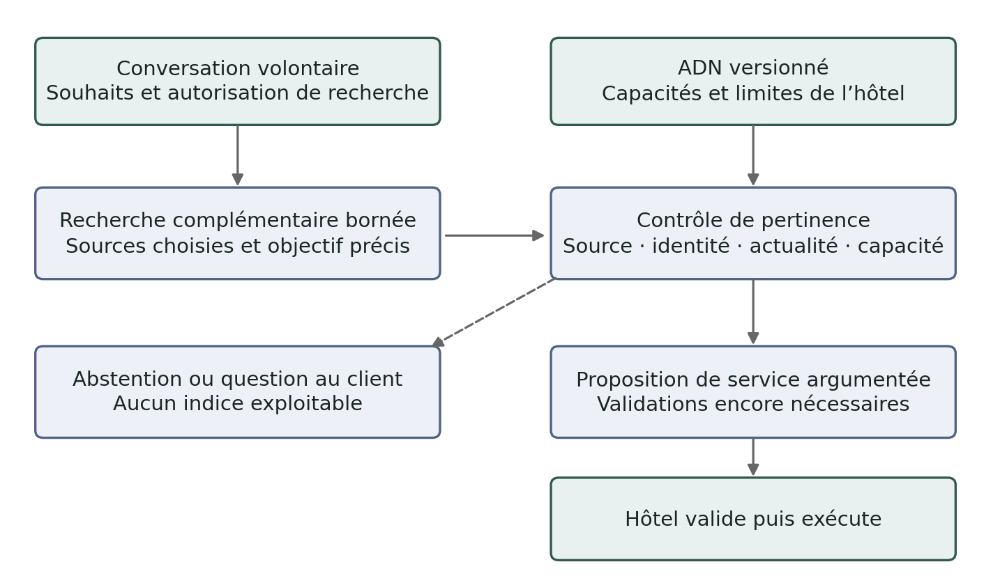 Conversation volontaire
Souhaits et autorisation de recherche
ADN versionné
Capacités et limites de l’hôtel
Recherche complémentaire bornée
Sources choisies et objectif précis
Contrôle de pertinence
Source · identité · actualité · capacité
Abstention ou question au client
Aucun indice exploitable
Proposition de service argumentée
Validations encore nécessaires
Hôtel valide puis exécute